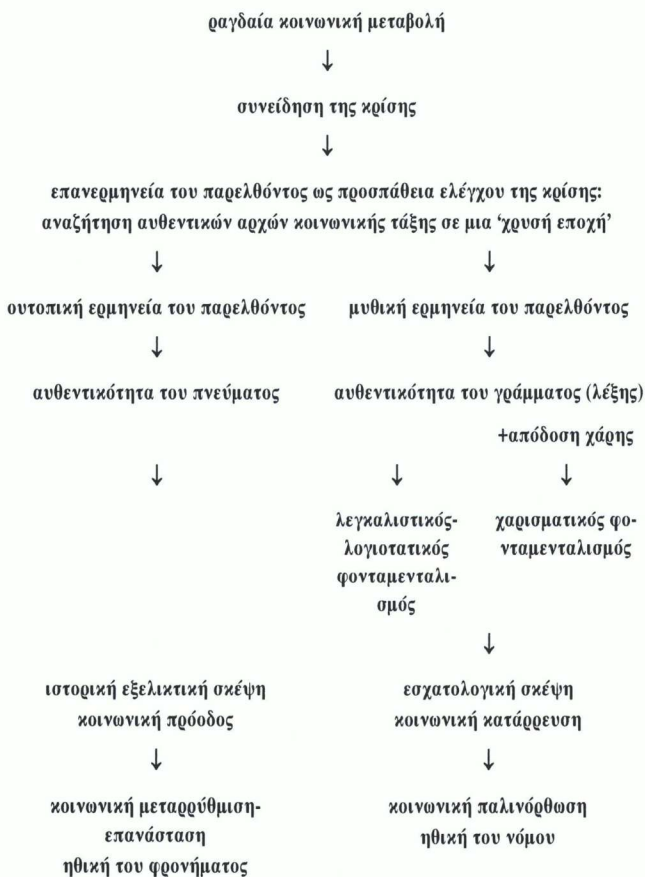 ραγδαία κοινωνική μεταβολή
↓
συνείδηση της κρίσης
↓
επανερμηνεία του παρελθόντος ως προσπάθεια ελέγχου της κρίσης:
αναζήτηση αυθεντικών αρχών κοινωνικής τάξης σε μια ‘χρυσή εποχή’
↓ ↓
ουτοπική ερμηνεία του παρελθόντος μυθική ερμηνεία του παρελθόντος
↓ ↓
αυθεντικότητα του πνεύματος αυθεντικότητα του γράμματος (λέξης)
+απόδοση χάρης
↓ ↓ ↓
λεγκαλιστικός- χαρισματικός φο-
λογιοτατικός νταμενταλισμός
φονταμενταλι-
σμός
↓
ιστορική εξελικτική σκέψη εσχατολογική σκέψη
κοινωνική πρόοδος κοινωνική κατάρρευση
↓ ↓
κοινωνική μεταρρύθμιση- κοινωνική παλινόρθωση
επανάσταση ηθική του νόμου
ηθική του φρονήματος